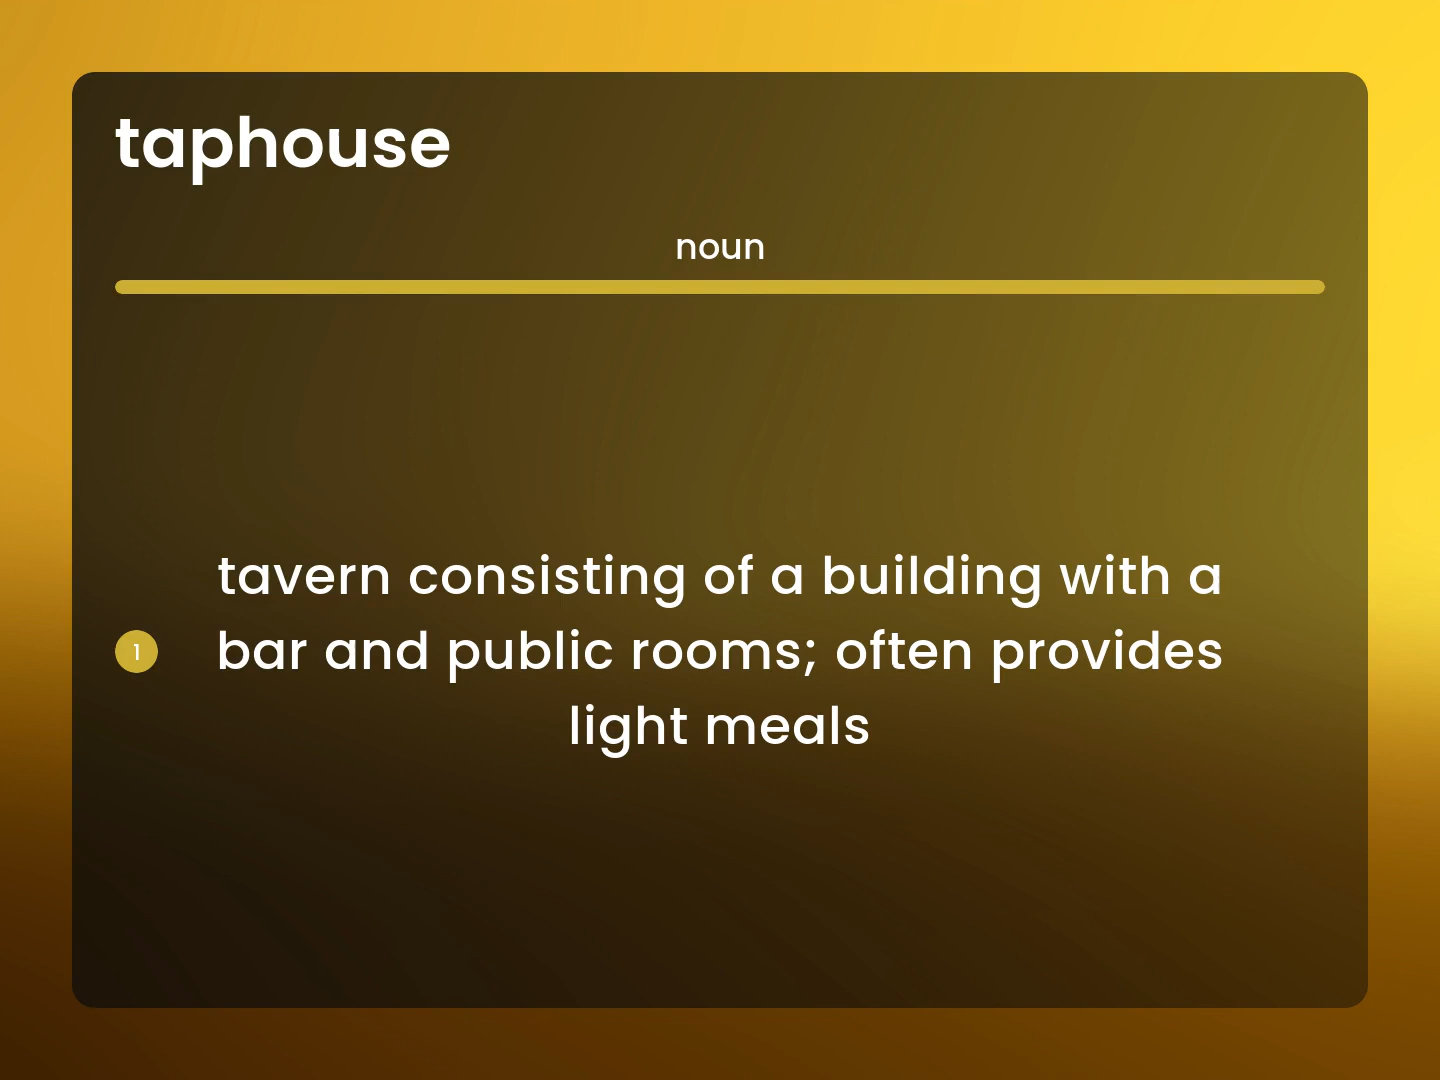 taphouse
noun
tavern consisting of a building with a
1 bar and public rooms; often provides
light meals